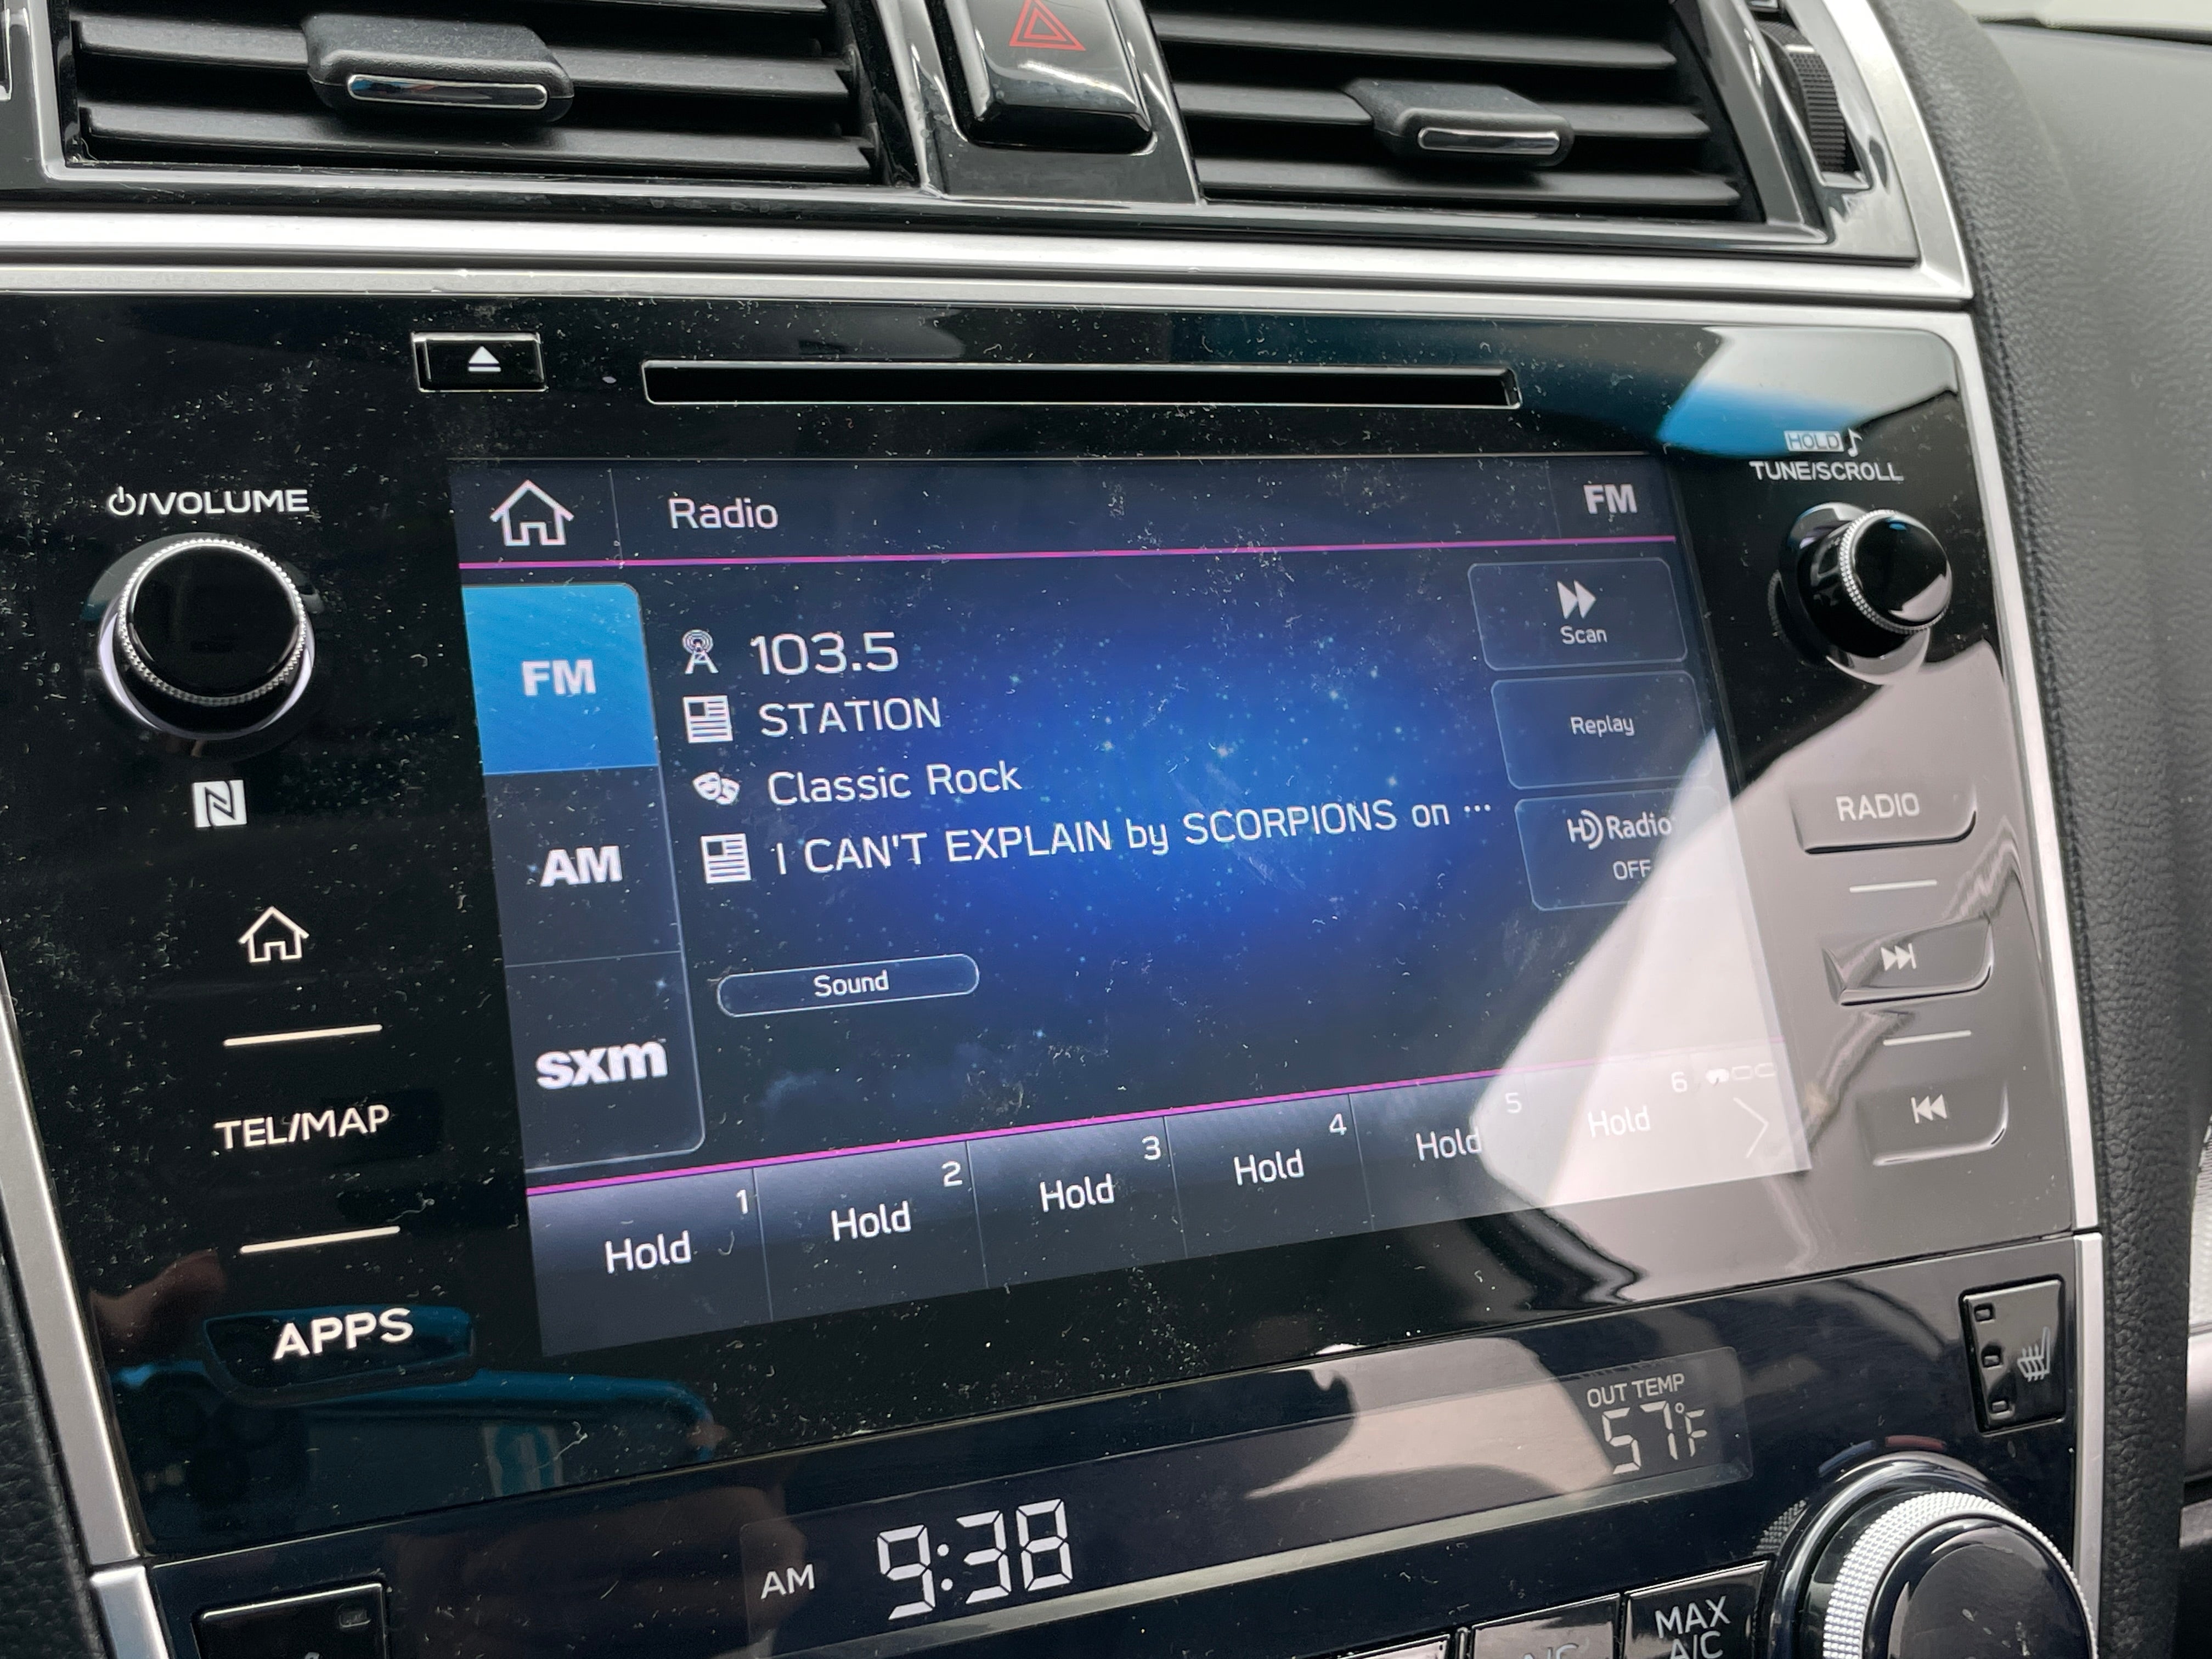 HOLD
⏻/VOLUME
TUNE/SCROLL
Radio
FM
FM
103.5
Scan
STATION
Replay
Classic Rock
AM
I CAN'T EXPLAIN by SCORPIONS on ...
HD Radio
OFF
RADIO
N
Sound
sxm
TEL/MAP
1
Hold
2
Hold
3
Hold
4
Hold
5
Hold
6
Hold
APPS
OUT TEMP
57°F
AM 9:38
MAX
A/C
A/C